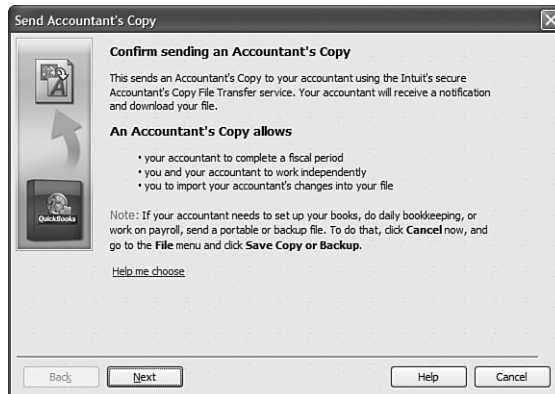 Send Accountant's Copy
Confirm sending an Accountant's Copy
This sends an Accountant's Copy to your accountant using the Intuit's secure
Accountant's Copy File Transfer service. Your accountant will receive a notification
and download your file.
An Accountant's Copy allows
• your accountant to complete a fiscal period
• you and your accountant to work independently
• you to import your accountant's changes into your file
Note: If your accountant needs to set up your books, do daily bookkeeping, or
work on payroll, send a portable or backup file. To do that, click Cancel now, and
go to the File menu and click Save Copy or Backup.
QuickBooks
Help me choose
Back Next Help Cancel